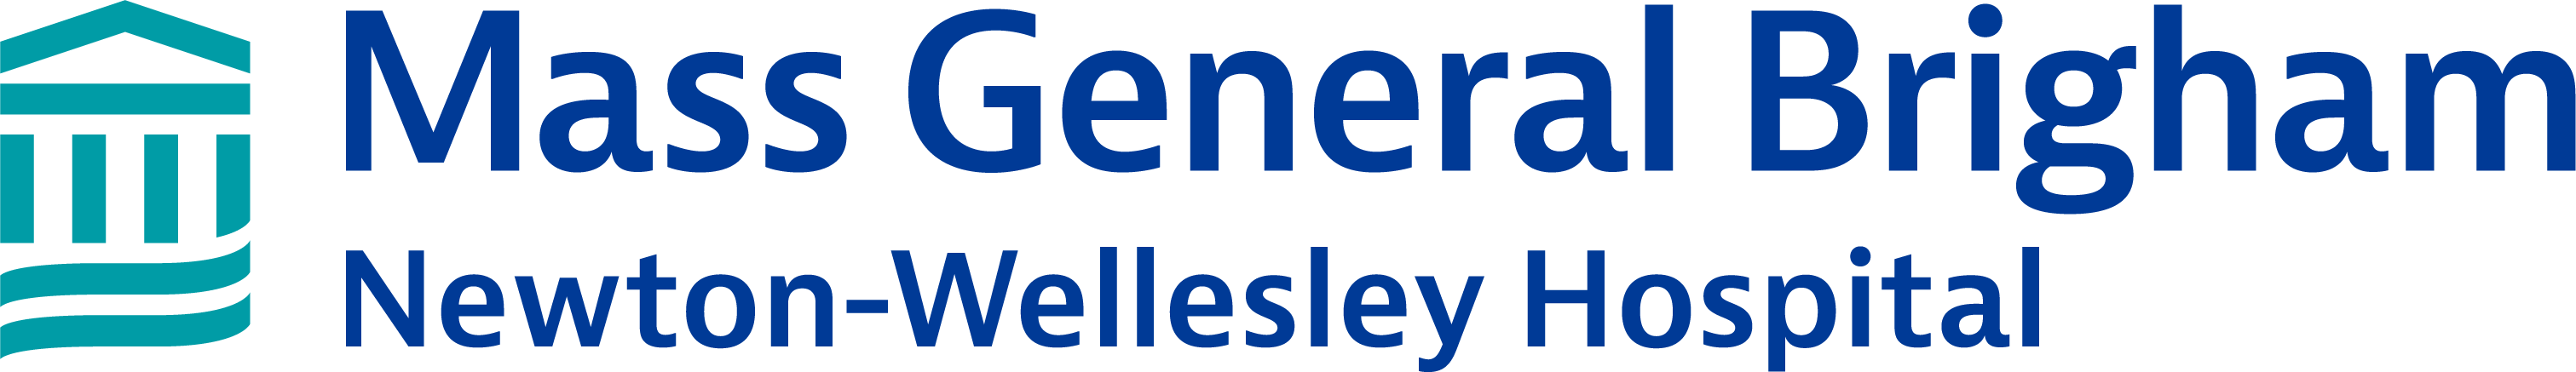 Mass General Brigham
Newton-Wellesley Hospital